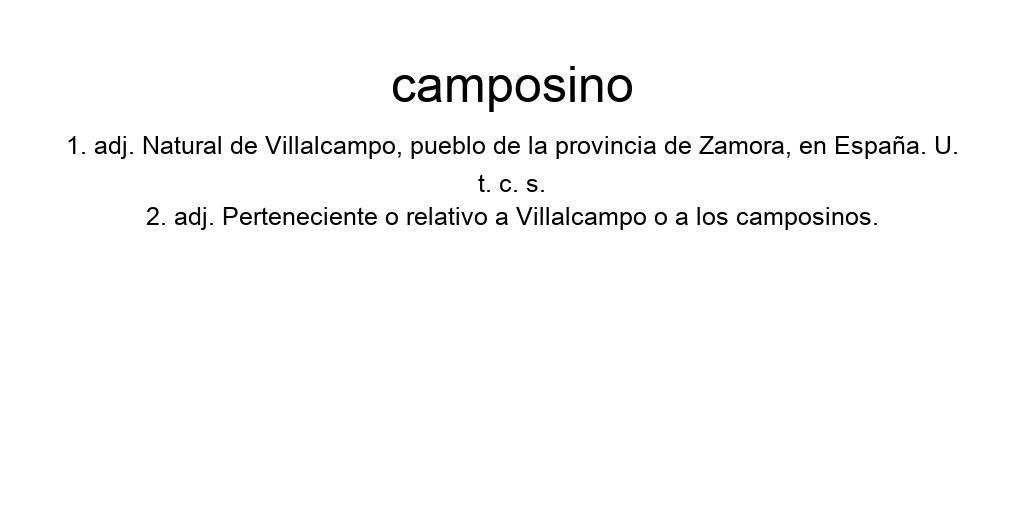 camposino
1. adj. Natural de Villalcampo, pueblo de la provincia de Zamora, en España. U.
t. c. s.
2. adj. Perteneciente o relativo a Villalcampo o a los camposinos.